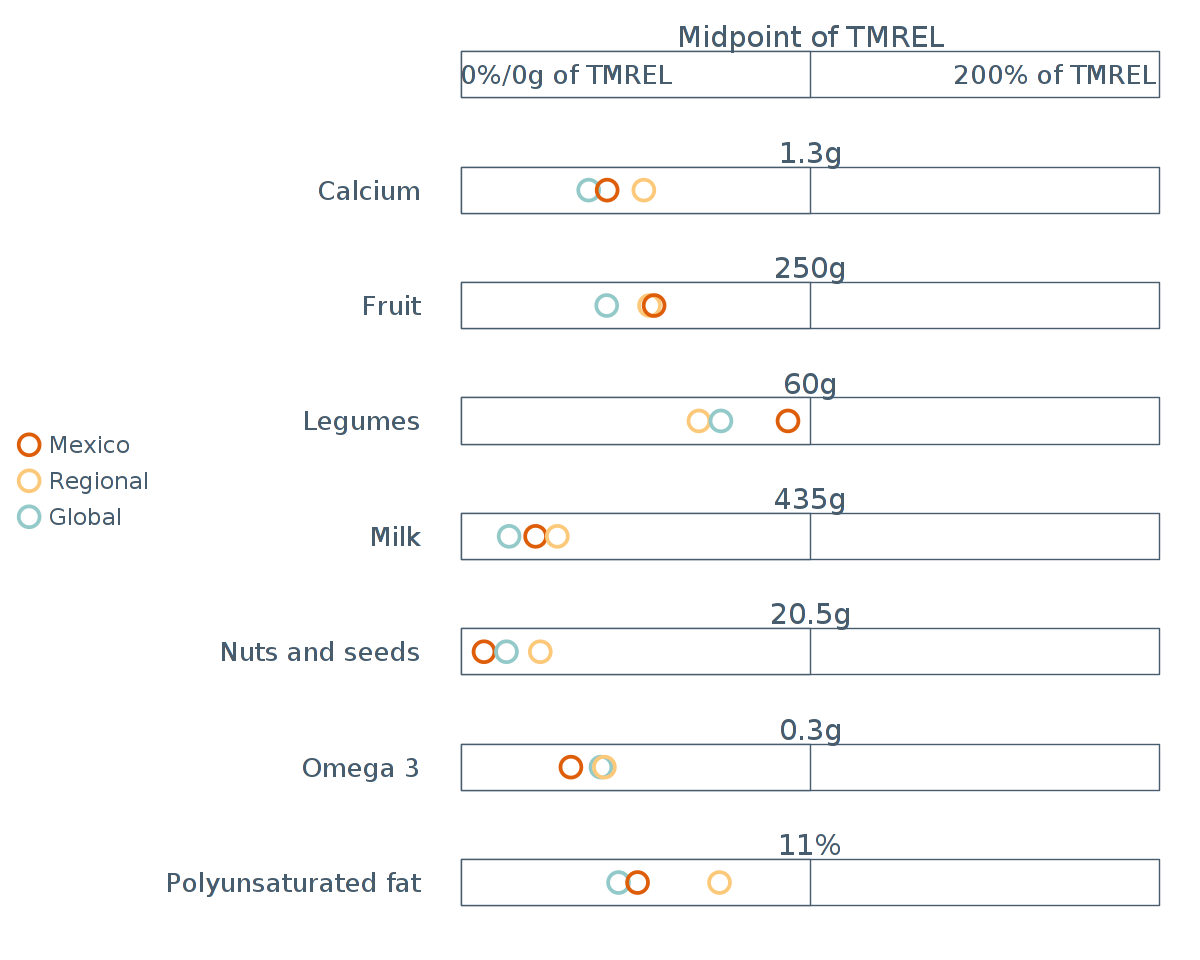 Midpoint of TMREL
0%/0g of TMREL 200% of TMREL
1.3g
Calcium
250g
Fruit
60g
Legumes
Mexico
Regional
Global
435g
Milk
20.5g
Nuts and seeds
0.3g
Omega 3
11%
Polyunsaturated fat